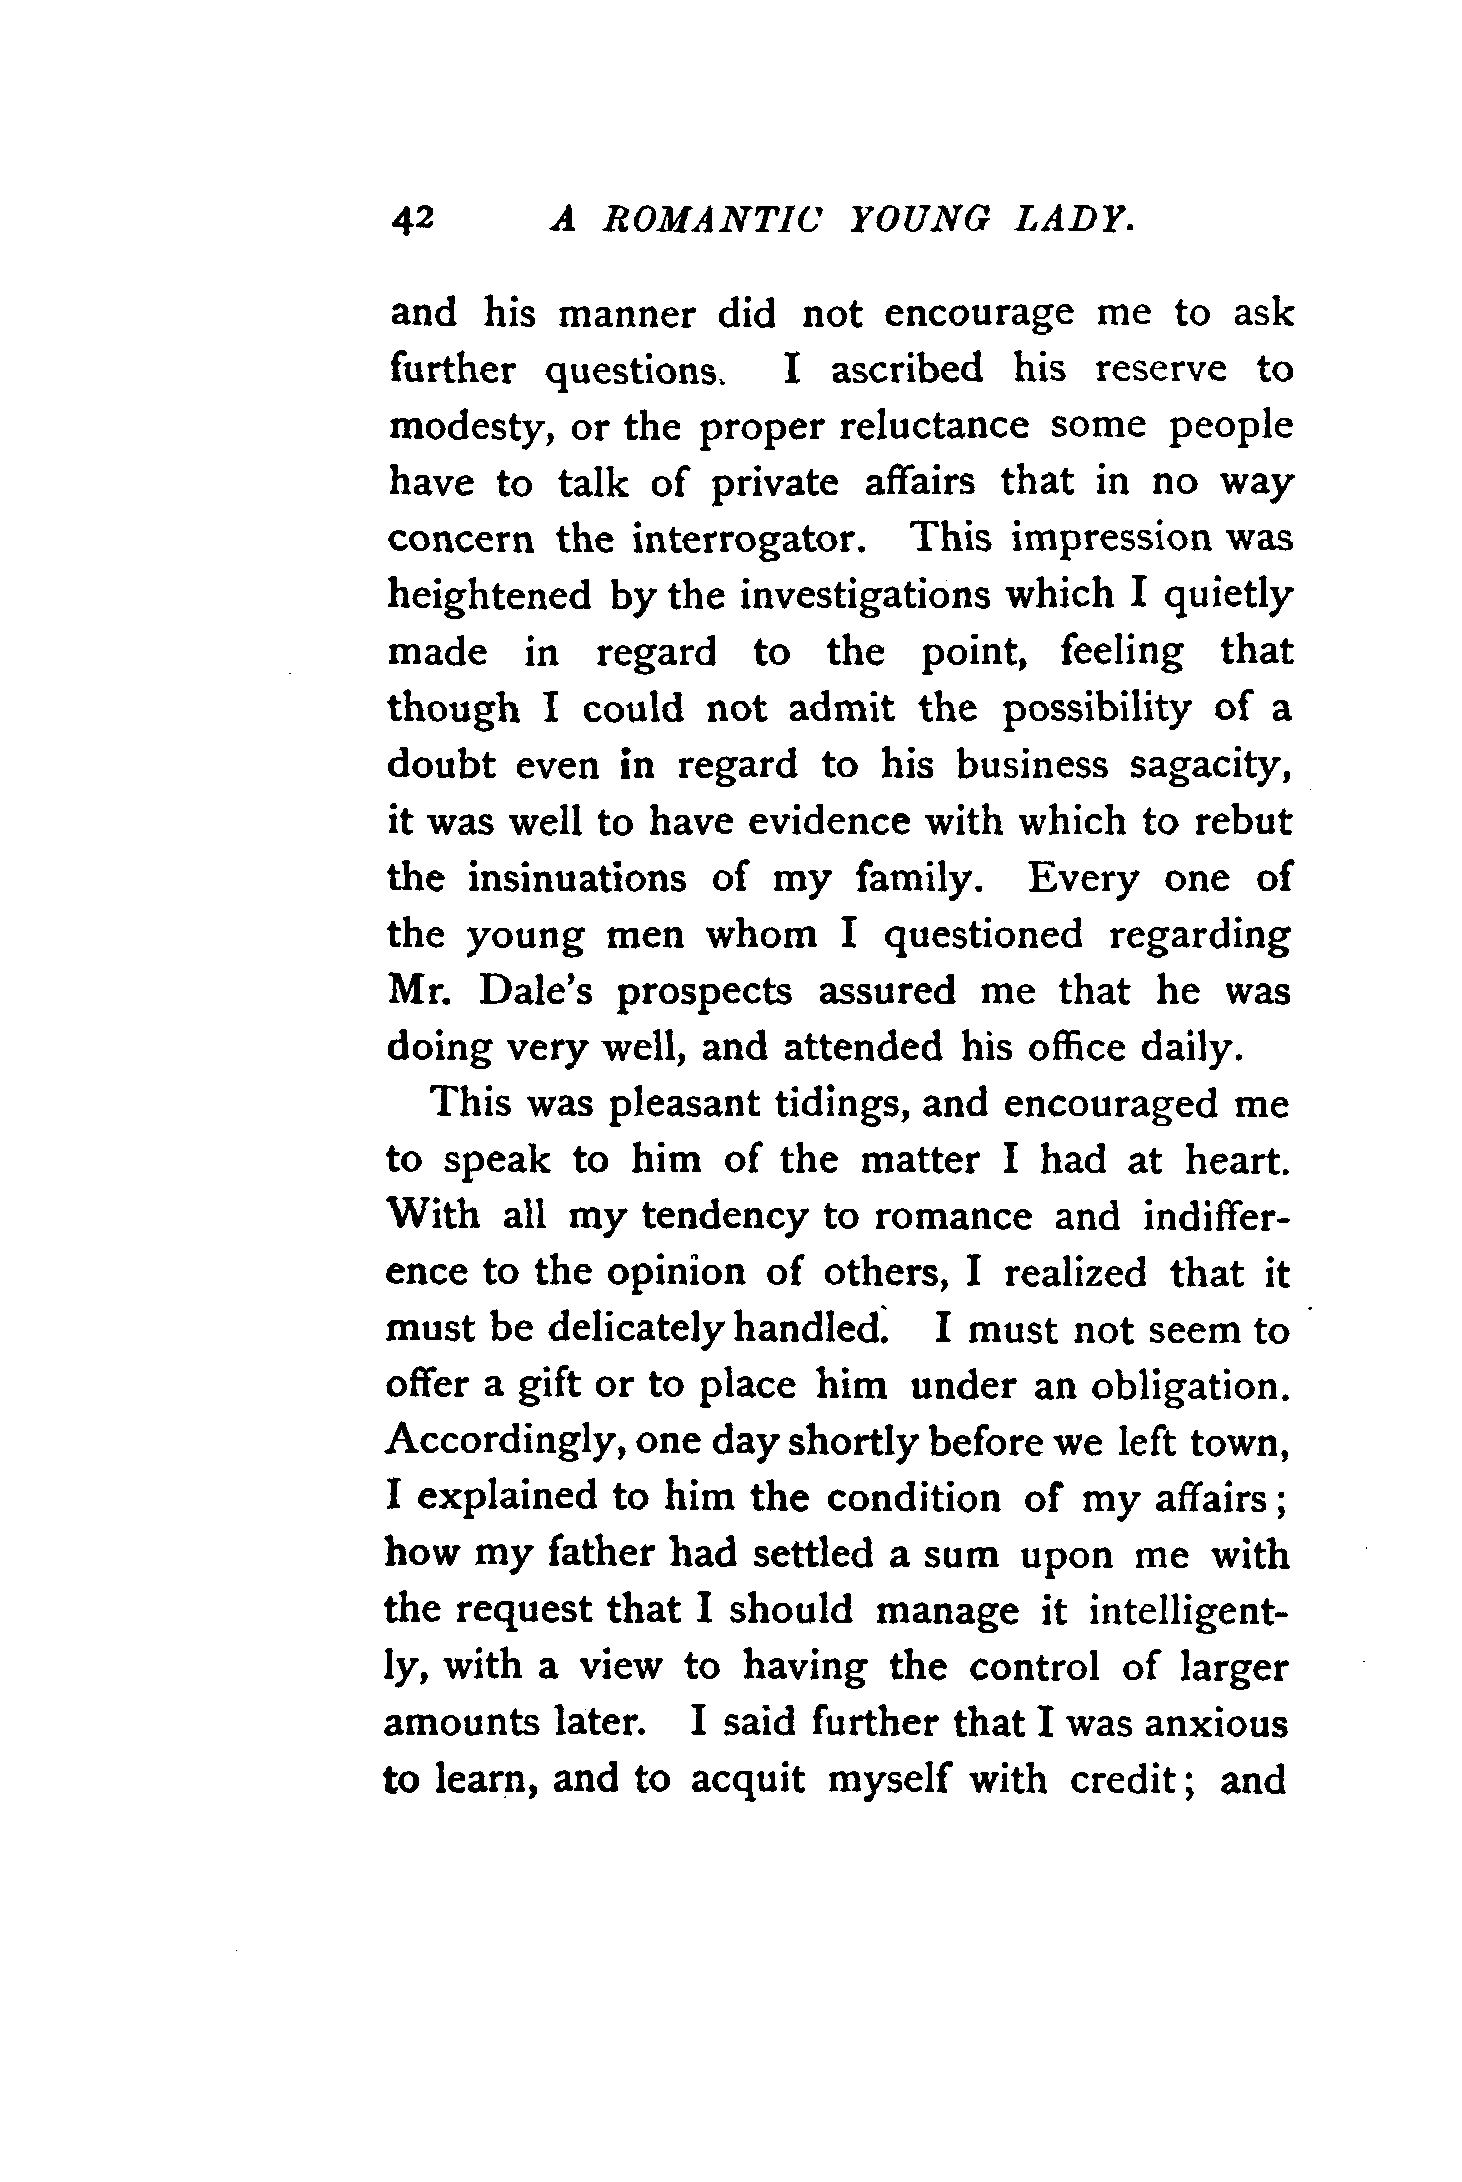 42 A ROMANTIC YOUNG LADY.
and his manner did not encourage me to ask
further questions. I ascribed his reserve to
modesty, or the proper reluctance some people
have to talk of private affairs that in no way
concern the interrogator. This impression was
heightened by the investigations which I quietly
made in regard to the point, feeling that
though I could not admit the possibility of a
doubt even in regard to his business sagacity,
it was well to have evidence with which to rebut
the insinuations of my family. Every one of
the young men whom I questioned regarding
Mr. Dale's prospects assured me that he was
doing very well, and attended his office daily.
This was pleasant tidings, and encouraged me
to speak to him of the matter I had at heart.
With all my tendency to romance and indiffer-
ence to the opinion of others, I realized that it
must be delicately handled. I must not seem to
offer a gift or to place him under an obligation.
Accordingly, one day shortly before we left town,
I explained to him the condition of my affairs;
how my father had settled a sum upon me with
the request that I should manage it intelligent-
ly, with a view to having the control of larger
amounts later. I said further that I was anxious
to learn, and to acquit myself with credit; and